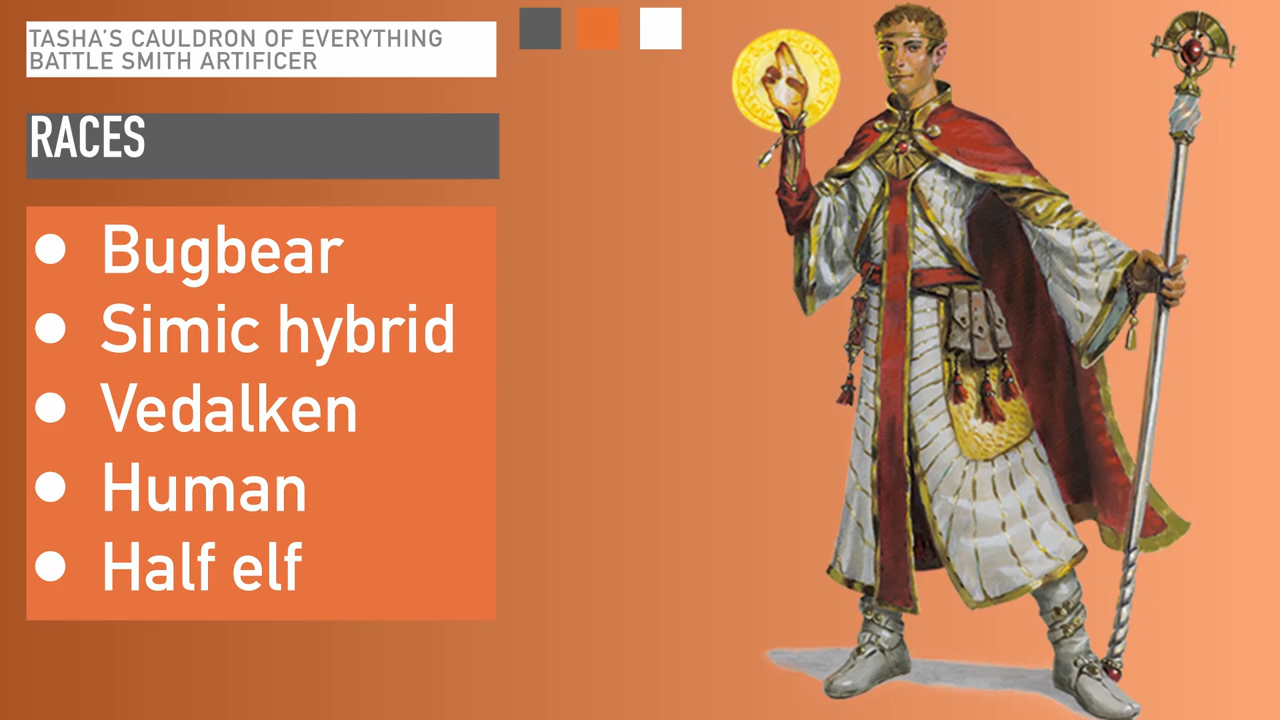 TASHA'S CAULDRON OF EVERYTHING
BATTLE SMITH ARTIFICER
RACES
• Bugbear
• Simic hybrid
• Vedalken
• Human
• Half elf